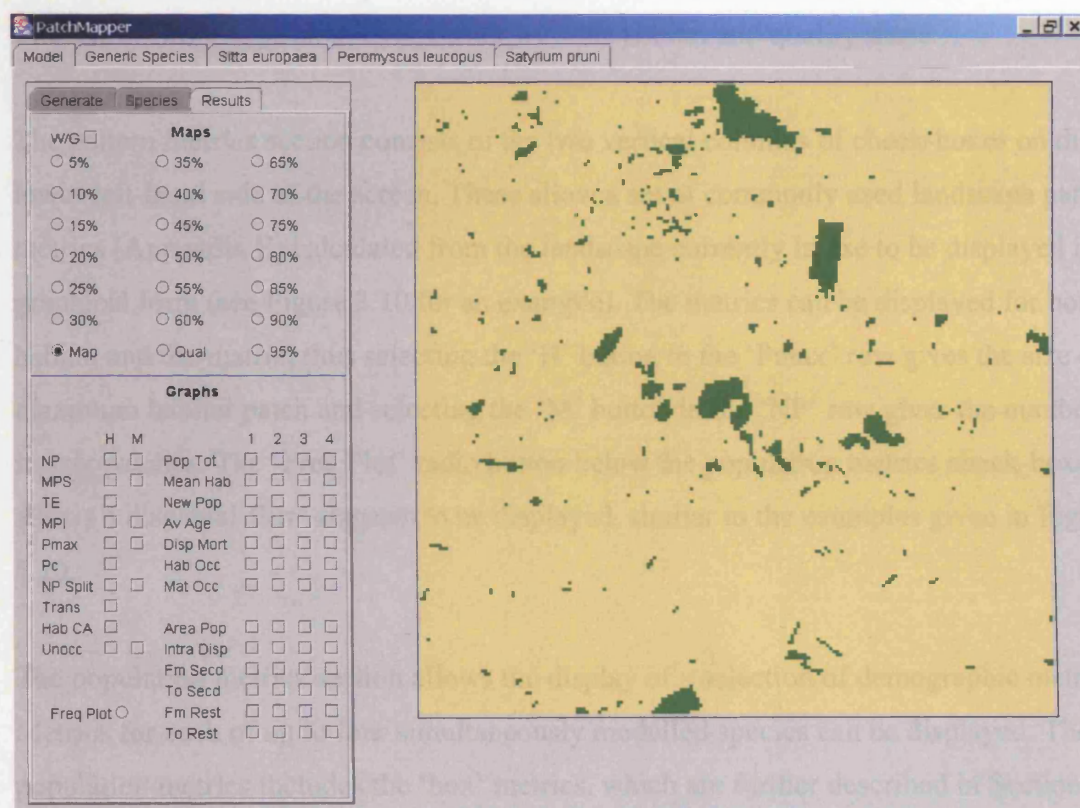 PatchMapper
Model Generic Species Sitta europaea Peromyscus leucopus Satyrium pruni
Generate Species Results
W/G Maps
5% 35% 65%
10% 40% 70%
15% 45% 75%
20% 50% 80%
25% 55% 85%
30% 60% 90%
Map Qual 95%
Graphs
H M 1 2 3 4
NP Pop Tot
MPS Mean Hab
TE New Pop
MPI Av Age
Pmax Disp Mort
Pc Hab Occ
NP Split Mat Occ
Trans
Hab CA Area Pop
Unocc Intra Disp
Fm Secd
To Secd
Freq Plot Fm Rest
To Rest